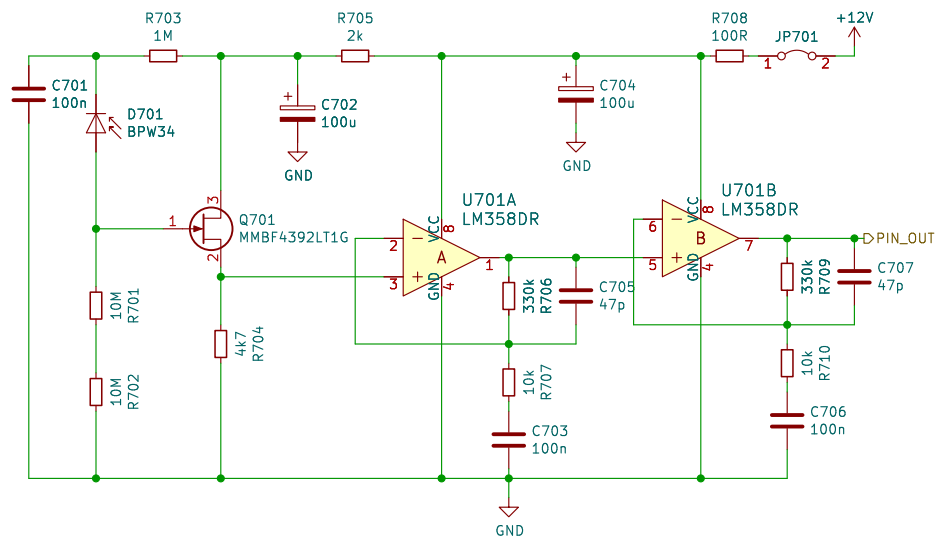 R703
1M
R705
2k
R708
100R
+12V
JP701
1
2
C701
100n
D701
BPW34
+
C702
100u
GND
+
C704
100u
GND
3
1
2
Q701
MMBF4392LT1G
U701A
LM358DR
VCC
8
2
−
A
+
3
1
GND
4
U701B
LM358DR
VCC
8
6
−
B
+
5
7
GND
4
PIN_OUT
10M
R701
10M
R702
4k7
R704
330k
R706
C705
47p
10k
R707
C703
100n
330k
R709
C707
47p
10k
R710
C706
100n
GND